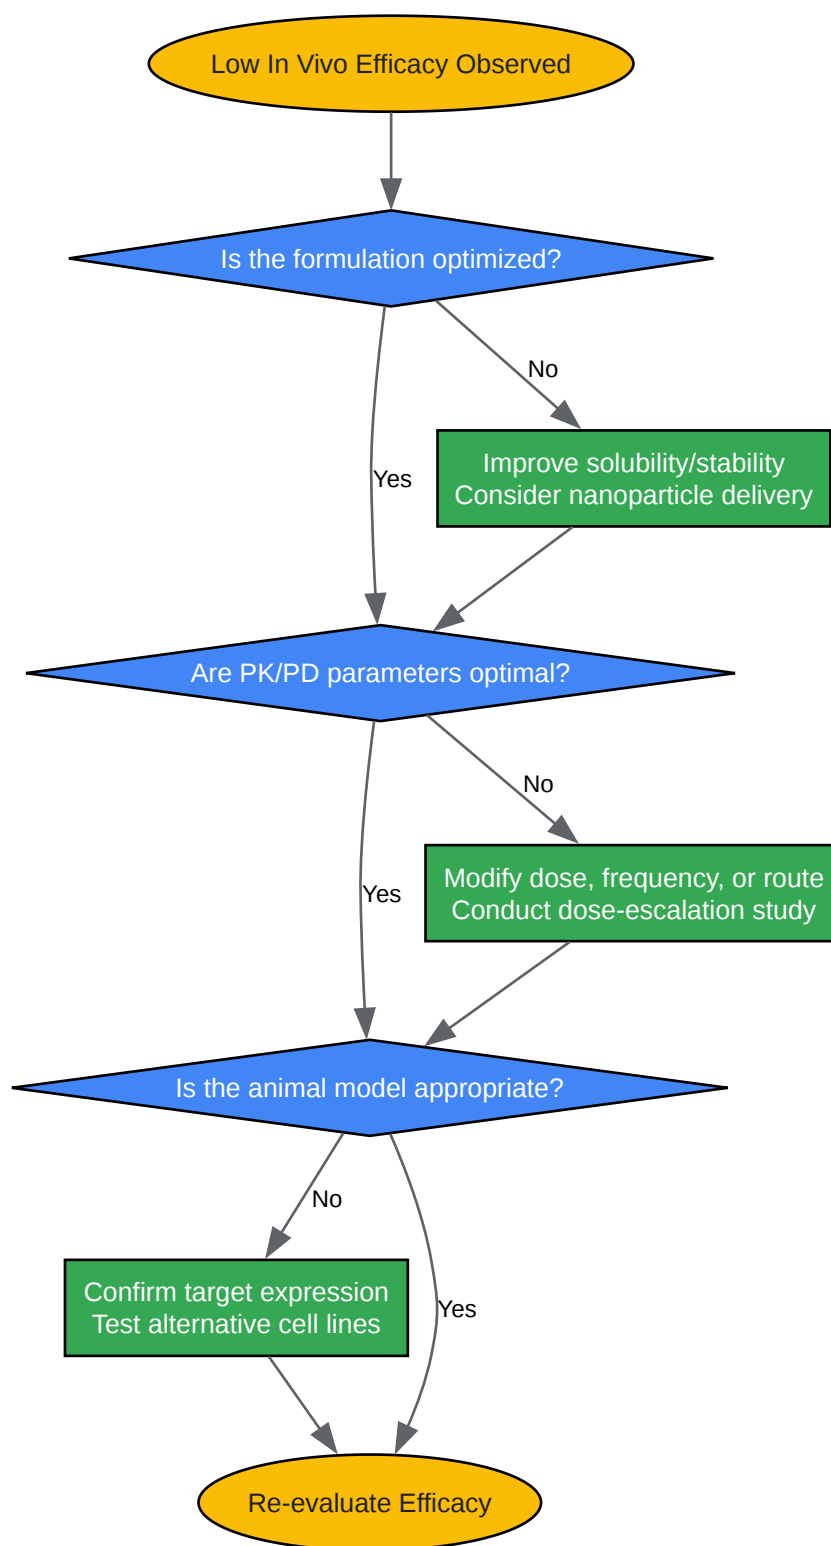 Low In Vivo Efficacy Observed
Is the formulation optimized?
No
Improve solubility/stability
Consider nanoparticle delivery
Yes
Are PK/PD parameters optimal?
No
Modify dose, frequency, or route
Conduct dose-escalation study
Yes
Is the animal model appropriate?
No
Confirm target expression
Test alternative cell lines
Yes
Re-evaluate Efficacy